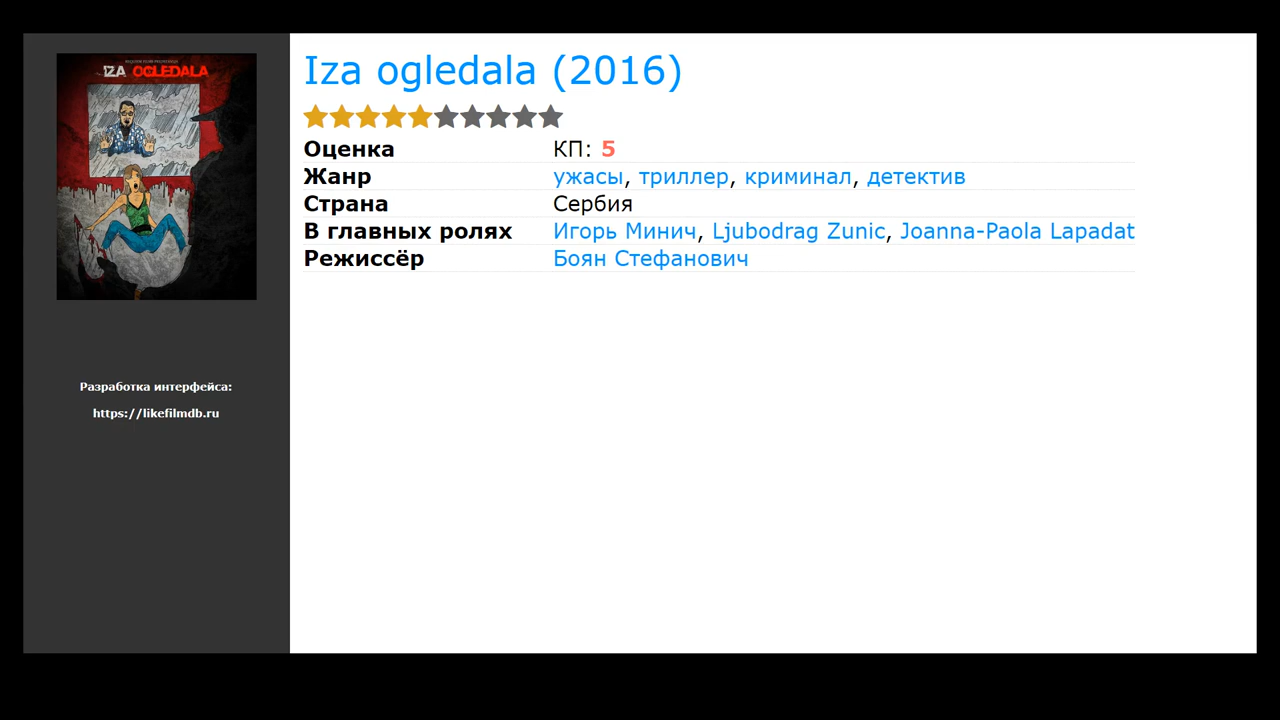 IZA OGLEDALA
Iza ogledala (2016)
Оценка КП: 5
Жанр ужасы, триллер, криминал, детектив
Страна Сербия
В главных ролях Игорь Минич, Ljubodrag Zunic, Joanna-Paola Lapadat
Режиссёр Боян Стефанович
Разработка интерфейса:
https://likefilmdb.ru